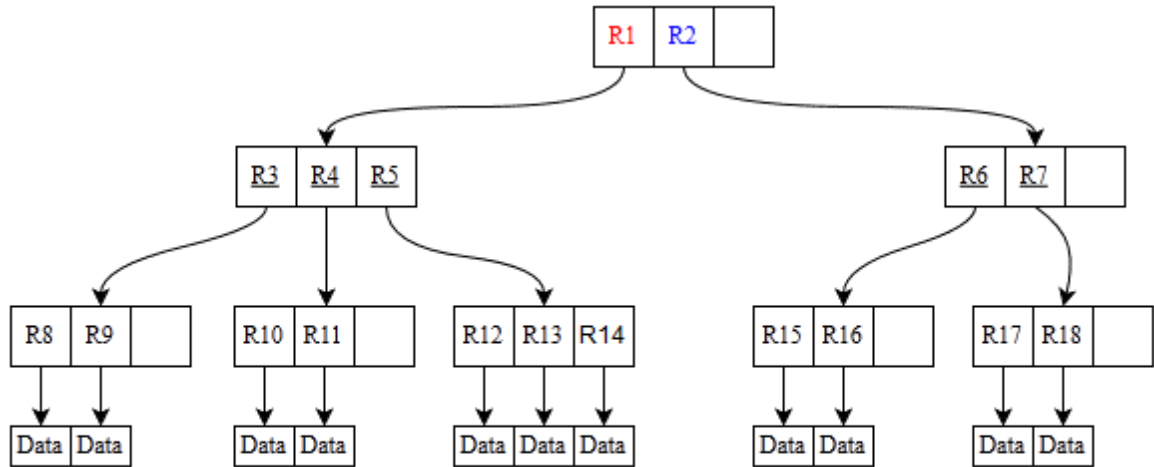 R1 R2
R3 R4 R5 R6 R7
R8 R9 R10 R11 R12 R13 R14 R15 R16 R17 R18
Data Data Data Data Data Data Data Data Data Data Data